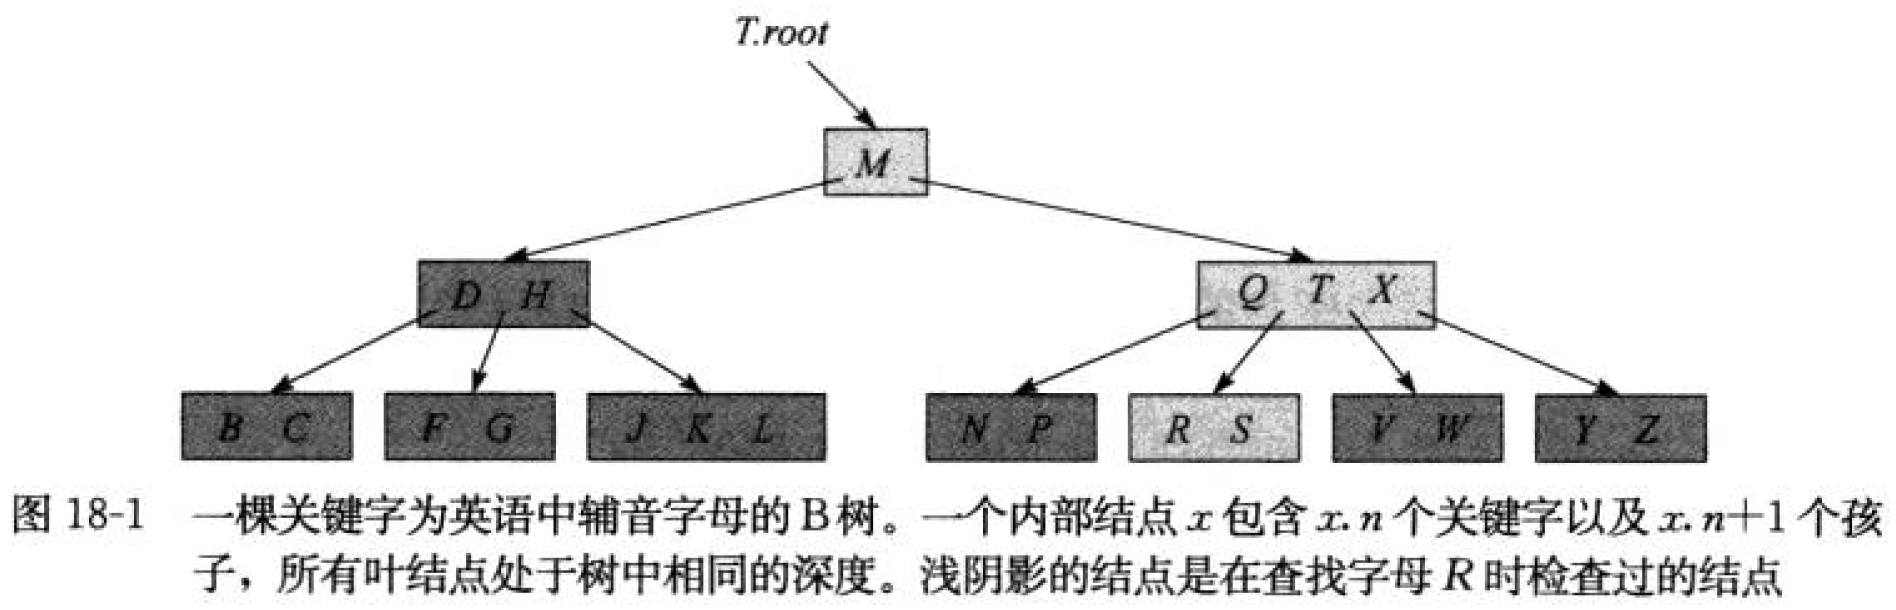 T.root
M
D H
Q T X
B C
F G
J K L
N P
R S
V W
Y Z
图 18-1 一棵关键字为英语中辅音字母的B树。一个内部结点 x 包含 x.n 个关键字以及 x.n+1 个孩
子，所有叶结点处于树中相同的深度。浅阴影的结点是在查找字母 R 时检查过的结点